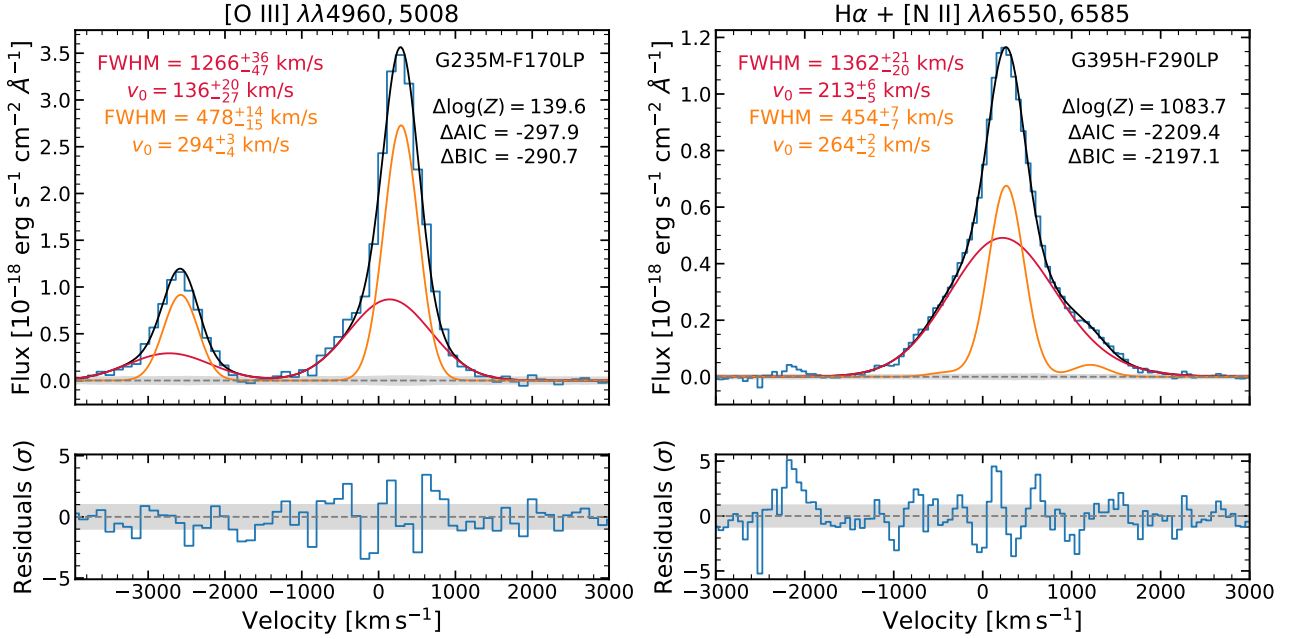 [O III] λλ4960, 5008
FWHM = 1266 +36 −47 km/s
v₀ = 136 +20 −27 km/s
FWHM = 478 +14 −15 km/s
v₀ = 294 +3 −4 km/s
G235M-F170LP
Δlog(Z) = 139.6
ΔAIC = -297.9
ΔBIC = -290.7
Flux [10⁻¹⁸ erg s⁻¹ cm⁻² Å⁻¹]
3.5
3.0
2.5
2.0
1.5
1.0
0.5
0.0
Hα + [N II] λλ6550, 6585
FWHM = 1362 +21 −20 km/s
v₀ = 213 +6 −5 km/s
FWHM = 454 +7 −7 km/s
v₀ = 264 +2 −2 km/s
G395H-F290LP
Δlog(Z) = 1083.7
ΔAIC = -2209.4
ΔBIC = -2197.1
Flux [10⁻¹⁸ erg s⁻¹ cm⁻² Å⁻¹]
1.2
1.0
0.8
0.6
0.4
0.2
0.0
Residuals (σ)
5
0
−5
−3000 −2000 −1000 0 1000 2000 3000
Velocity [km s⁻¹]
Residuals (σ)
5
0
−5
−3000 −2000 −1000 0 1000 2000 3000
Velocity [km s⁻¹]